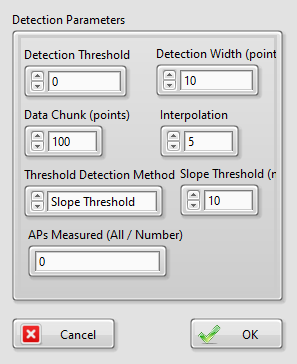 Detection Parameters
Detection Threshold
Detection Width (point
0
10
Data Chunk (points)
Interpolation
100
5
Threshold Detection Method
Slope Threshold (
Slope Threshold
10
APs Measured (All / Number)
0
Cancel
OK